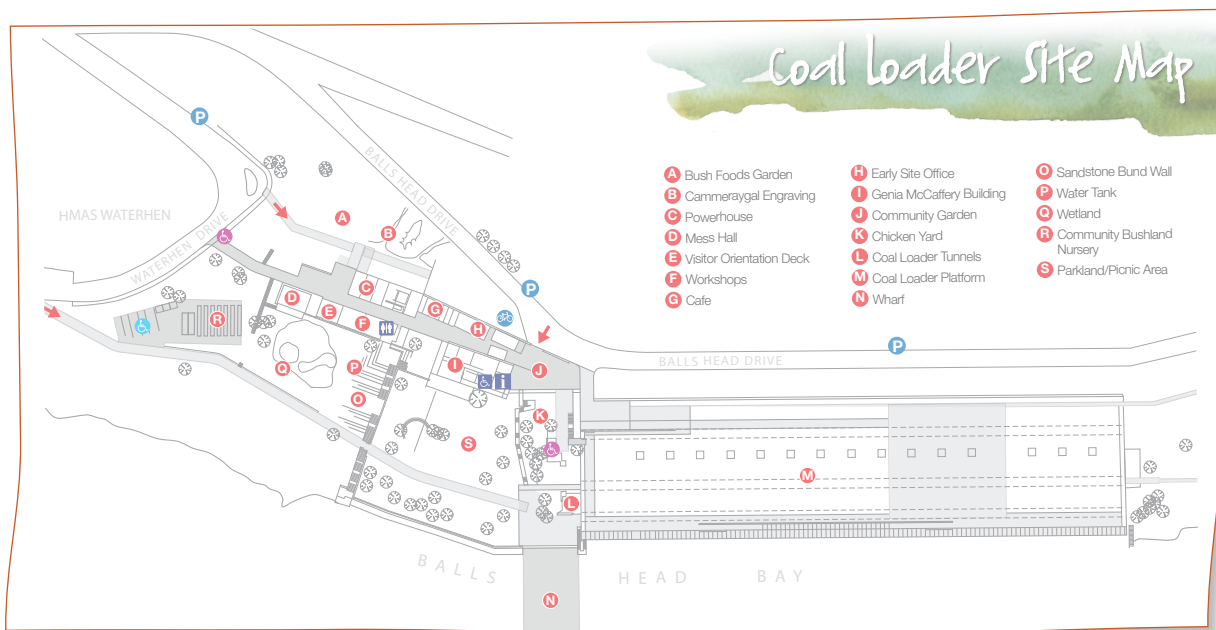 Coal Loader Site Map
A Bush Foods Garden
B Cammeraygal Engraving
C Powerhouse
D Mess Hall
E Visitor Orientation Deck
F Workshops
G Cafe
H Early Site Office
I Genia McCaffery Building
J Community Garden
K Chicken Yard
L Coal Loader Tunnels
M Coal Loader Platform
N Wharf
O Sandstone Bund Wall
P Water Tank
Q Wetland
R Community Bushland
Nursery
S Parkland/Picnic Area
P
BALLS HEAD DRIVE
HMAS WATERHEN
WATERHEN DRIVE
A
B
C
D
E
F
G
H
P
R
J
P
BALLS HEAD DRIVE
I
i
Q
P
O
K
S
M
L
BALLS HEAD BAY
N